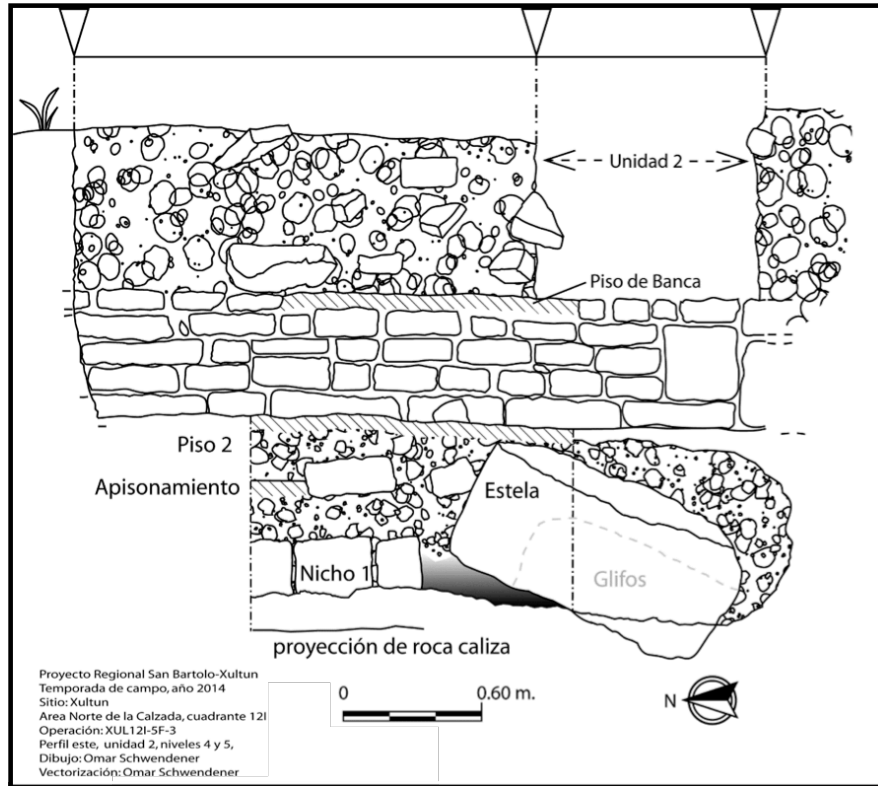 Unidad 2
Piso de Banca
Piso 2
Apisonamiento
Estela
Nicho 1
Glifos
proyección de roca caliza
Proyecto Regional San Bartolo-Xultun
Temporada de campo, año 2014
Sitio: Xultun
Area Norte de la Calzada, cuadrante 12I
Operación: XUL12I-5F-3
Perfil este, unidad 2, niveles 4 y 5,
Dibujo: Omar Schwendener
Vectorización: Omar Schwendener
0 0.60 m.
N